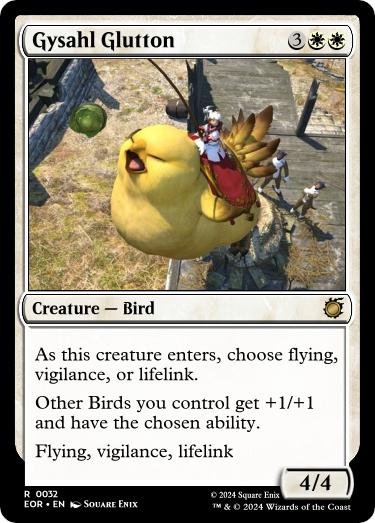 Gysahl Glutton 3
Creature — Bird
As this creature enters, choose flying,
vigilance, or lifelink.
Other Birds you control get +1/+1
and have the chosen ability.
Flying, vigilance, lifelink
4/4
R 0032
EOR • EN SQUARE ENIX
© 2024 Square Enix
™ & © 2024 Wizards of the Coast